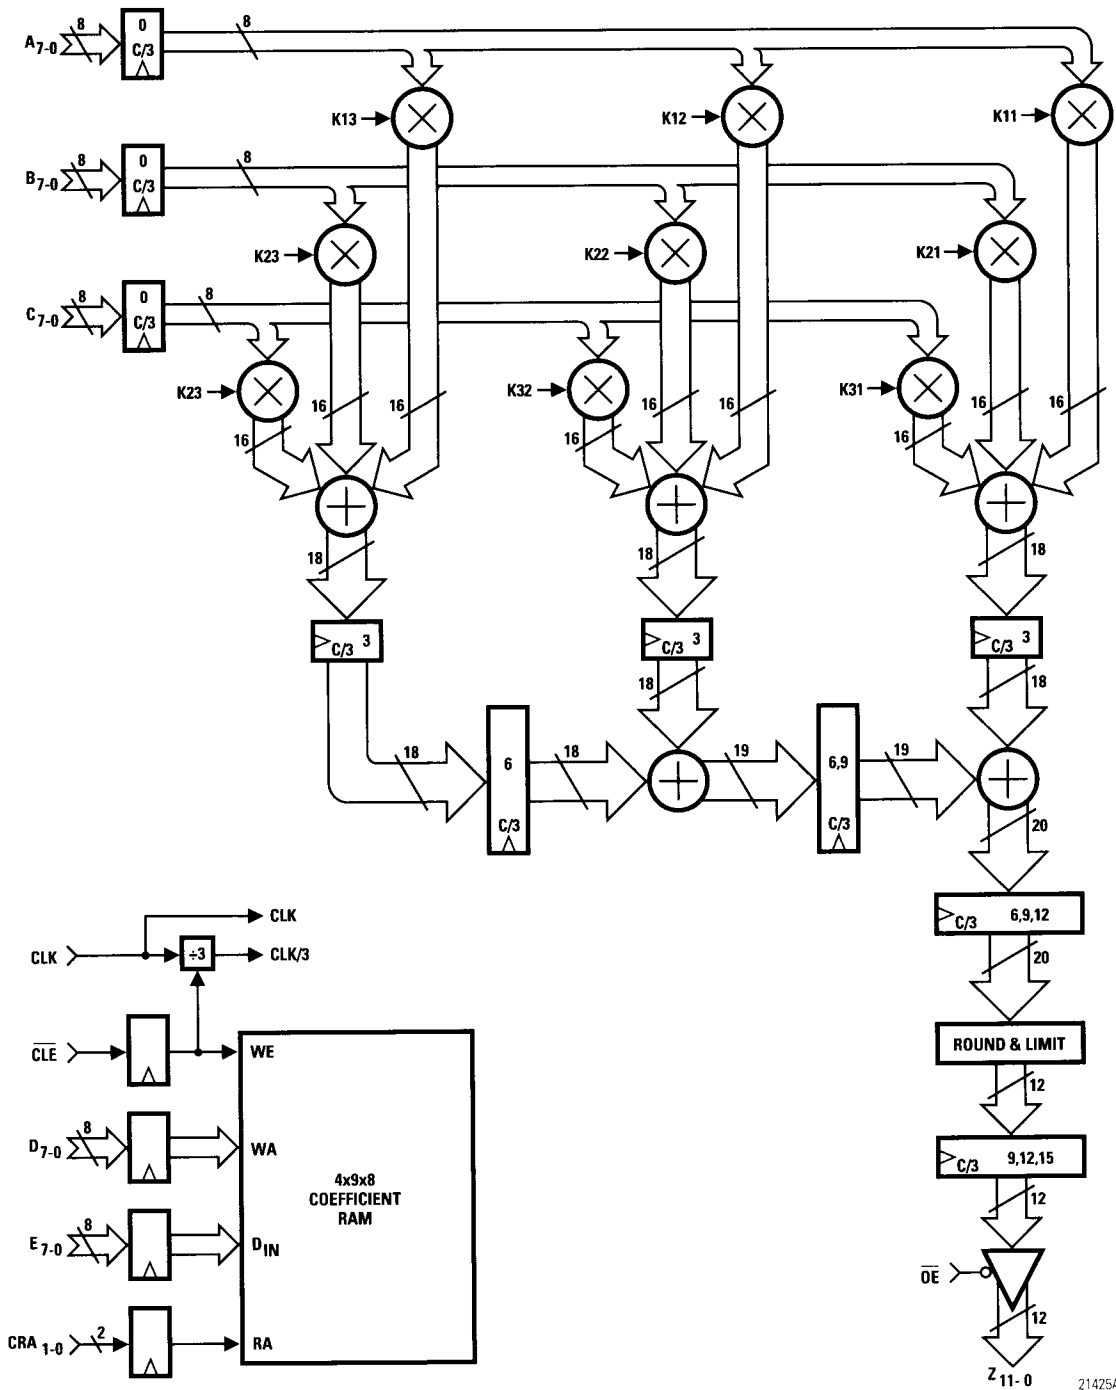 A7-0
8
0
C/3
8
K13
K12
K11
B7-0
8
0
C/3
8
K23
K22
K21
C7-0
8
0
C/3
8
K23
K32
K31
16
16
16
16
16
16
16
16
16
18
18
18
C/3 3
C/3 3
C/3 3
18
18
18
6
C/3
18
19
6,9
C/3
19
20
C/3 6,9,12
20
ROUND & LIMIT
12
C/3 9,12,15
12
OE
12
Z11-0
CLK
CLK
÷3
CLK/3
CLE
WE
D7-0
8
WA
4x9x8
COEFFICIENT
RAM
E7-0
8
DIN
CRA1-0
2
RA
21425A